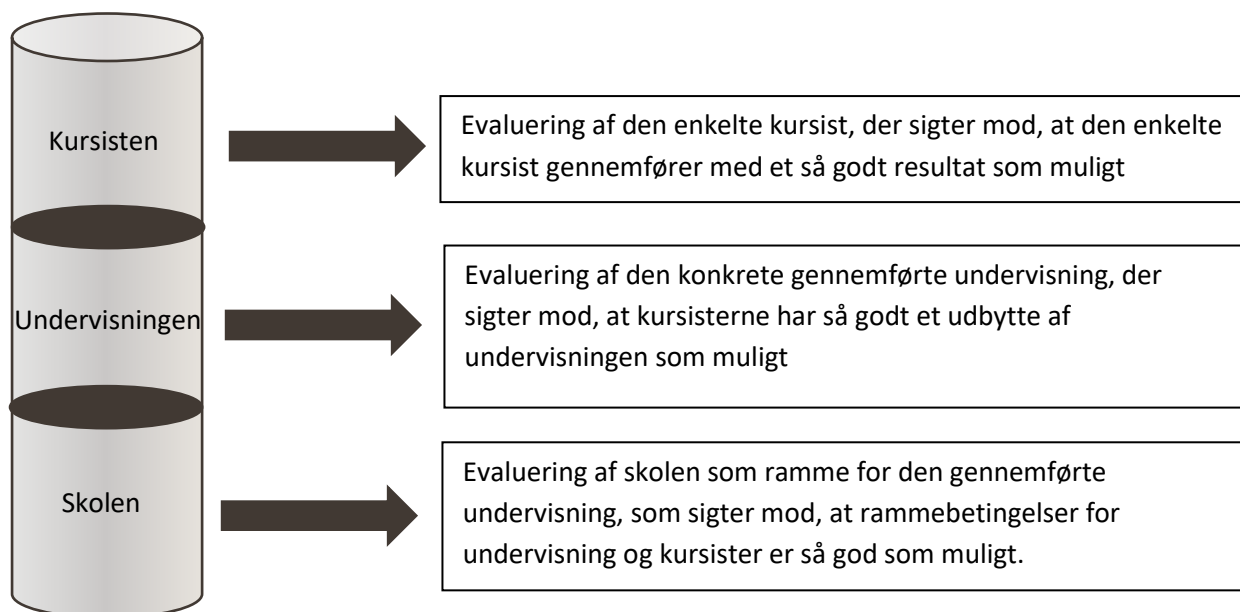 Kursisten
Evaluering af den enkelte kursist, der sigter mod, at den enkelte
kursist gennemfører med et så godt resultat som muligt
Undervisningen
Evaluering af den konkrete gennemførte undervisning, der
sigter mod, at kursisterne har så godt et udbytte af
undervisningen som muligt
Skolen
Evaluering af skolen som ramme for den gennemførte
undervisning, som sigter mod, at rammebetingelser for
undervisning og kursister er så god som muligt.